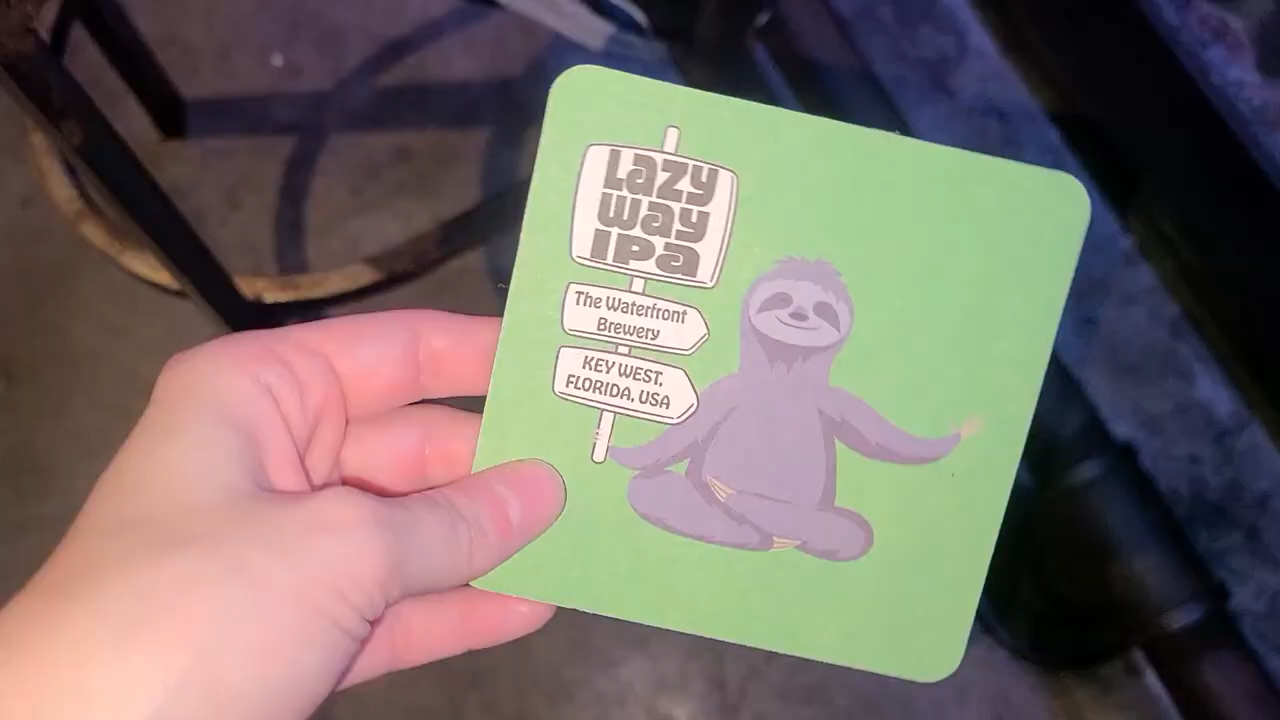 Lazy
way
IPa
The Waterfront
Brewery
KEY WEST,
FLORIDA, USA